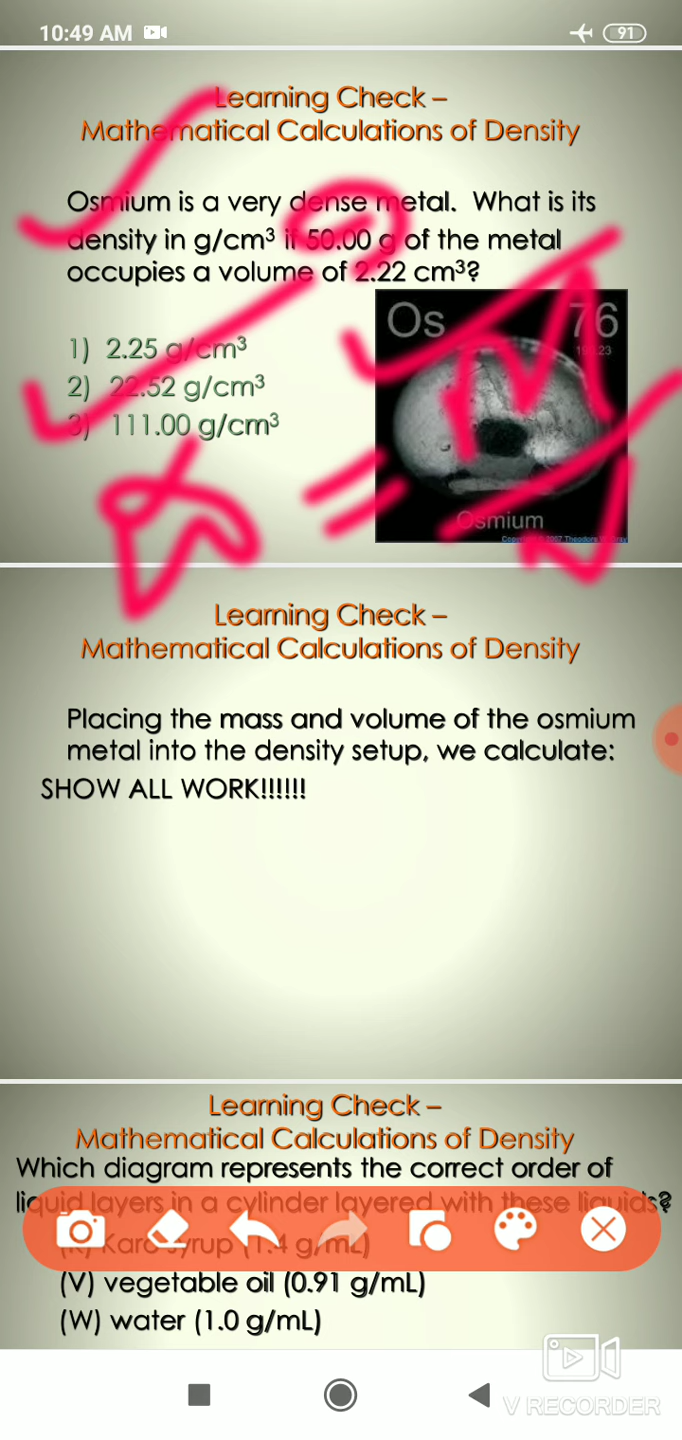 10:49 AM 91
Learning Check –
Mathematical Calculations of Density
Osmium is a very dense metal. What is its
density in g/cm³ if 50.00 g of the metal
occupies a volume of 2.22 cm³?
1) 2.25 g/cm³
2) 22.52 g/cm³
3) 111.00 g/cm³
Os 76
Osmium
m
=
v
Learning Check –
Mathematical Calculations of Density
Placing the mass and volume of the osmium
metal into the density setup, we calculate:
SHOW ALL WORK!!!!!!
Learning Check –
Mathematical Calculations of Density
Which diagram represents the correct order of
liquid layers in a cylinder layered with these liquids?
(K) Karo syrup (1.4 g/mL)
(V) vegetable oil (0.91 g/mL)
(W) water (1.0 g/mL)
V RECORDER